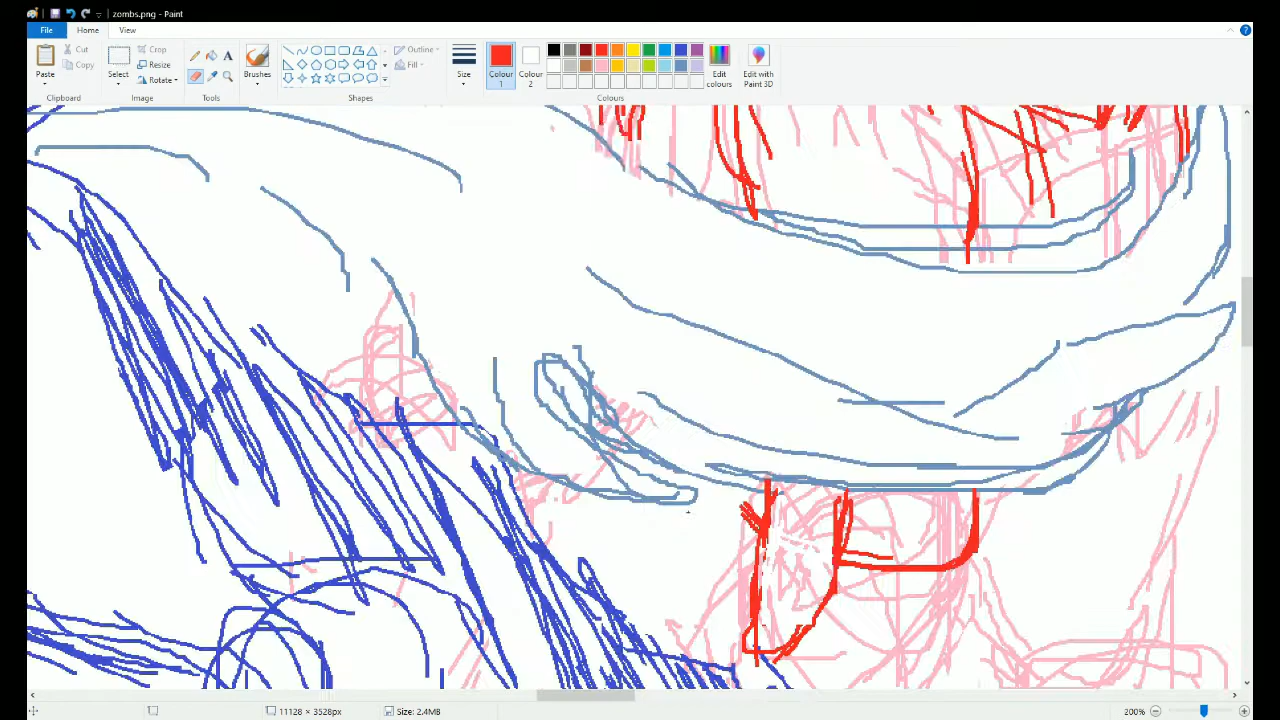 zombs.png - Paint
File Home View
Paste
Cut
Copy
Clipboard
Select
Crop
Resize
Rotate
Image
Tools
Brushes
Shapes
Outline
Fill
Size
Colour 1
Colour 2
Edit colours
Edit with Paint 3D
Colours
11128 × 3528px
Size: 2.4MB
200%